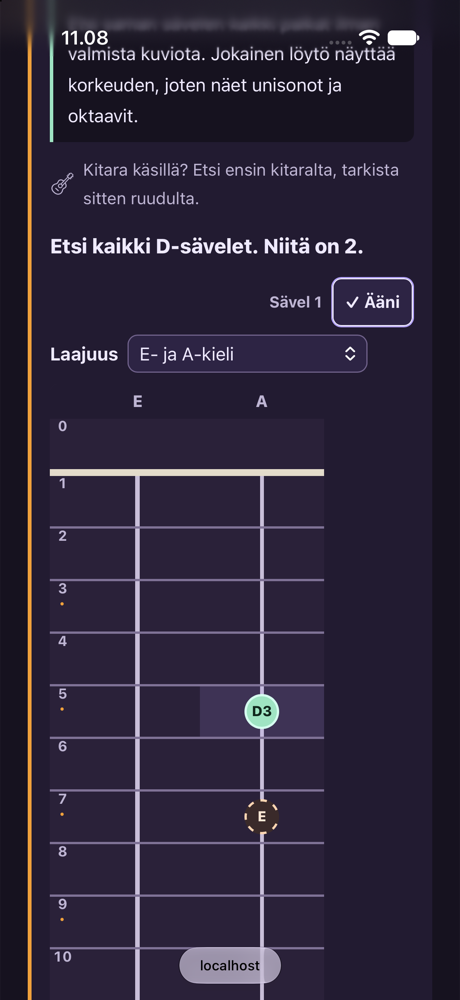 11.08
valmista kuviota. Jokainen löytö näyttää
korkeuden, joten näet unisonot ja
oktaavit.
Kitara käsillä? Etsi ensin kitaralta, tarkista
sitten ruudulta.
Etsi kaikki D-sävelet. Niitä on 2.
Sävel 1
✓ Ääni
Laajuus
E- ja A-kieli
E A
0
1
2
3
4
5
D3
6
7
E
8
9
10
localhost